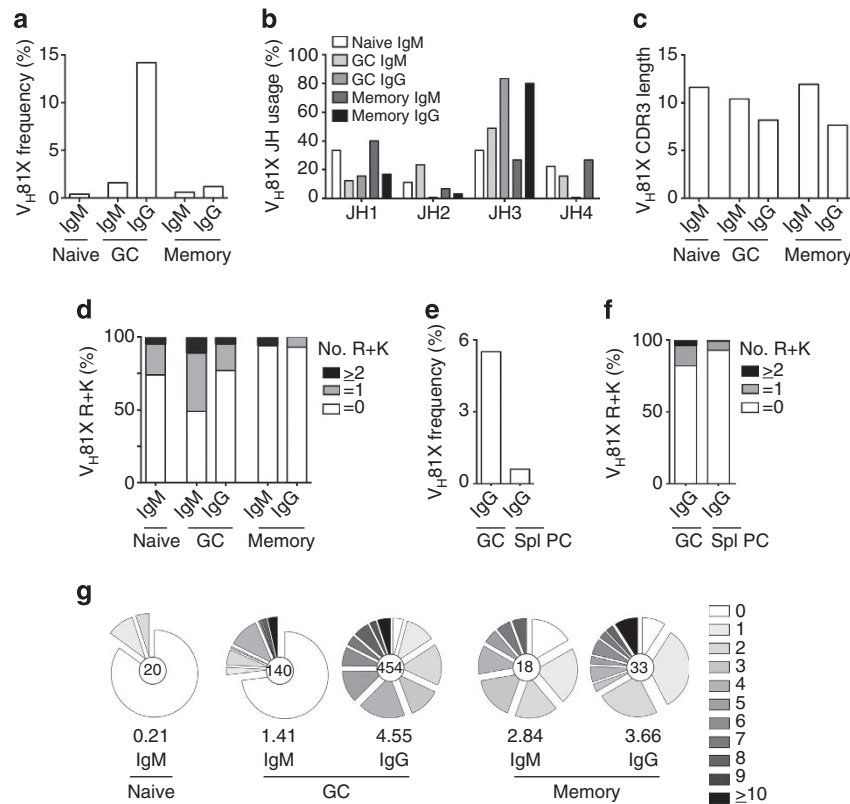 a
V_H81X frequency (%)
15
10
5
0
IgM
IgM
IgG
IgM
IgG
Naive
GC
Memory
b
V_H81X JH usage (%)
100
80
60
40
20
0
Naive IgM
GC IgM
GC IgG
Memory IgM
Memory IgG
JH1
JH2
JH3
JH4
c
V_H81X CDR3 length
15
10
5
0
IgM
IgM
IgG
IgM
IgG
Naive
GC
Memory
d
V_H81X R+K (%)
100
50
0
IgM
IgM
IgG
IgM
IgG
Naive
GC
Memory
No. R+K
≥2
=1
=0
e
V_H81X frequency (%)
6
3
0
IgG
IgG
GC
Spl PC
f
V_H81X R+K (%)
100
50
0
IgG
IgG
GC
Spl PC
No. R+K
≥2
=1
=0
g
20
140
454
18
33
0.21
1.41
4.55
2.84
3.66
IgM
IgM
IgG
IgM
IgG
Naive
GC
Memory
0
1
2
3
4
5
6
7
8
9
≥10